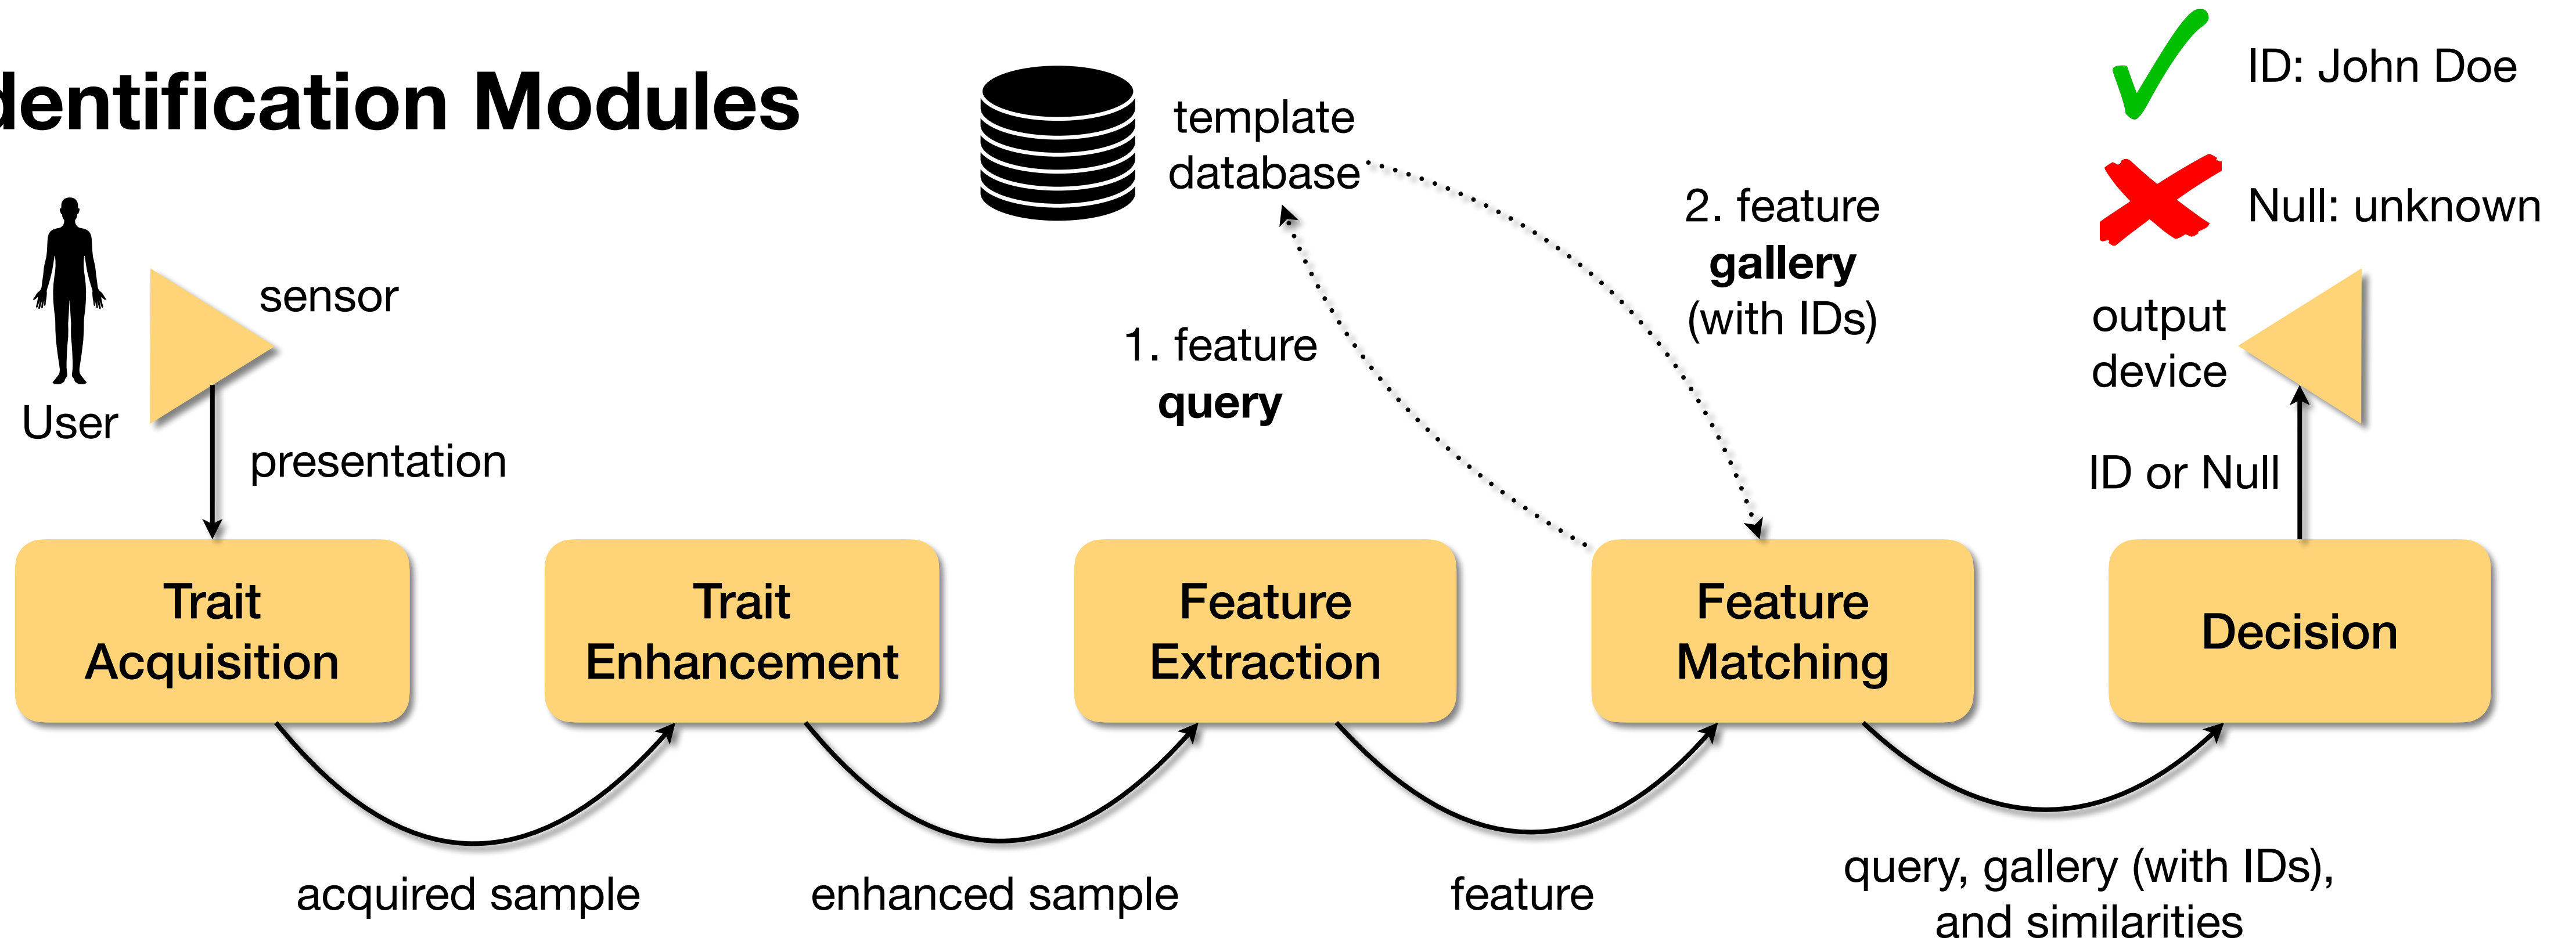 dentification Modules
template
database
ID: John Doe
Null: unknown
2. feature
gallery
(with IDs)
sensor
1. feature
query
output
device
User
presentation
ID or Null
Trait
Acquisition
Trait
Enhancement
Feature
Extraction
Feature
Matching
Decision
acquired sample
enhanced sample
feature
query, gallery (with IDs),
and similarities